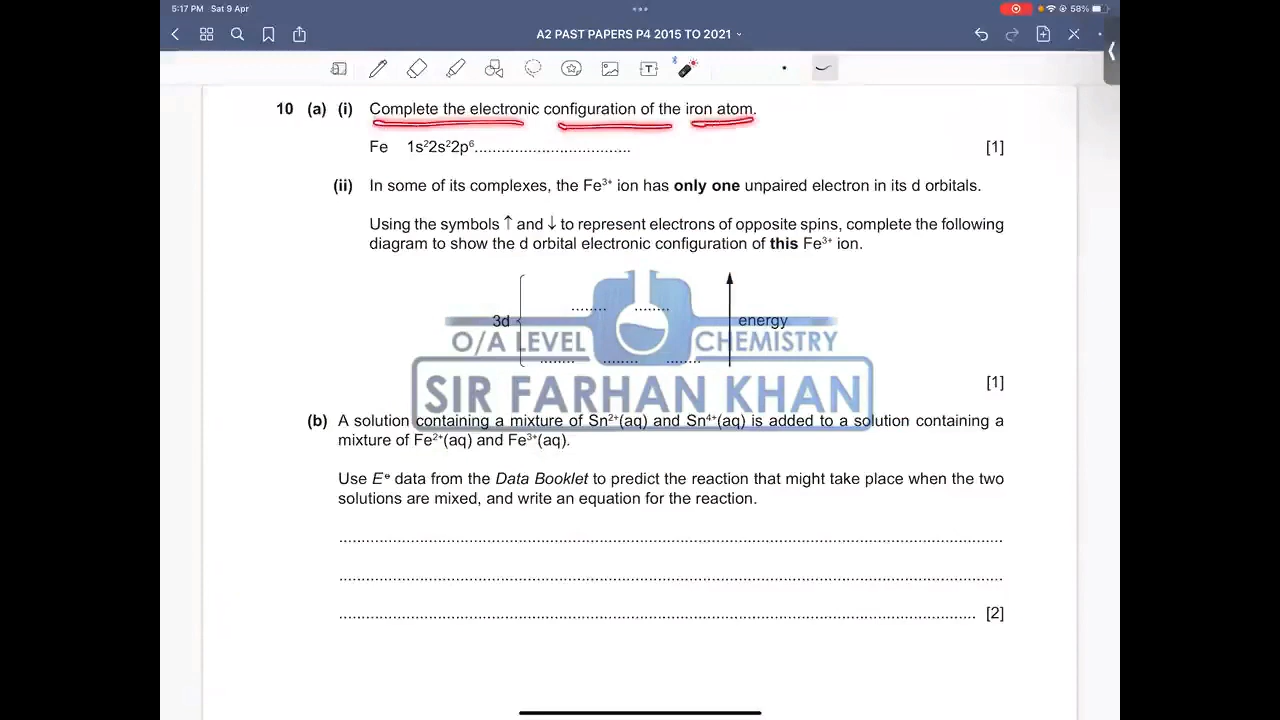 5:17 PM Sat 9 Apr
58%
A2 PAST PAPERS P4 2015 TO 2021
10 (a) (i) Complete the electronic configuration of the iron atom.
Fe 1s²2s²2p⁶................................... [1]
(ii) In some of its complexes, the Fe³⁺ ion has only one unpaired electron in its d orbitals.
Using the symbols ↑ and ↓ to represent electrons of opposite spins, complete the following
diagram to show the d orbital electronic configuration of this Fe³⁺ ion.
........ ........
3d energy
O/A LEVEL CHEMISTRY
........ ........ ........
SIR FARHAN KHAN
[1]
(b) A solution containing a mixture of Sn²⁺(aq) and Sn⁴⁺(aq) is added to a solution containing a
mixture of Fe²⁺(aq) and Fe³⁺(aq).
Use E⦵ data from the Data Booklet to predict the reaction that might take place when the two
solutions are mixed, and write an equation for the reaction.
[2]